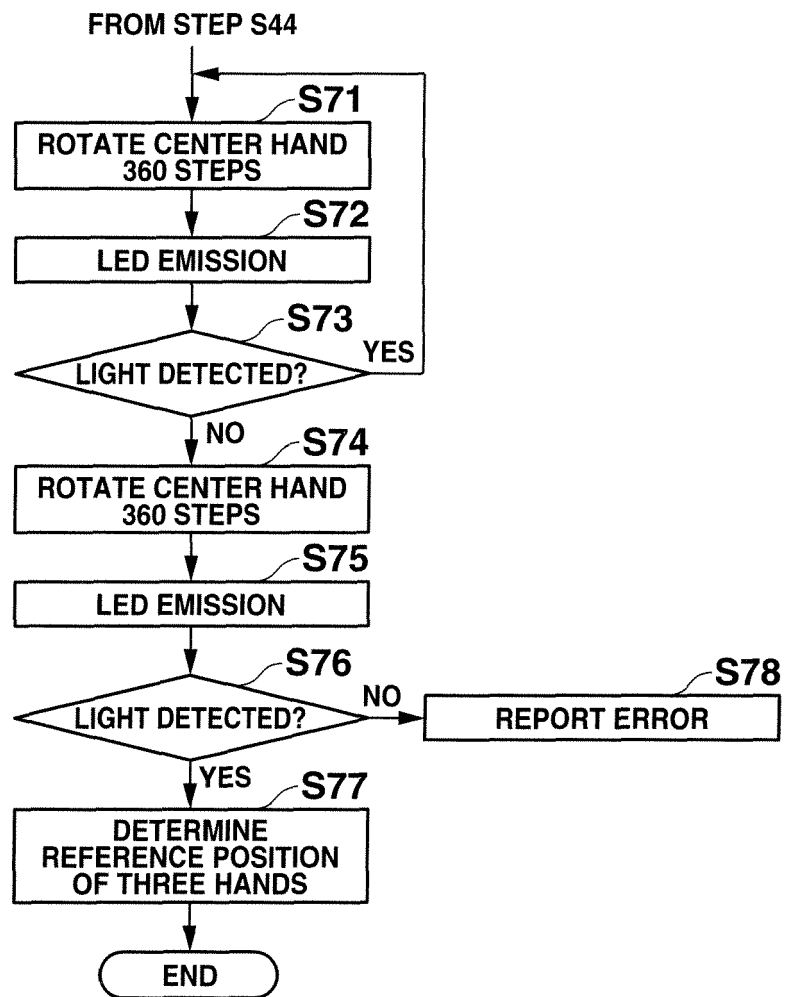 FROM STEP S44
S71
ROTATE CENTER HAND
360 STEPS
S72
LED EMISSION
S73
LIGHT DETECTED?
YES
NO
S74
ROTATE CENTER HAND
360 STEPS
S75
LED EMISSION
S76
LIGHT DETECTED?
NO
S78
REPORT ERROR
YES
S77
DETERMINE
REFERENCE POSITION
OF THREE HANDS
END